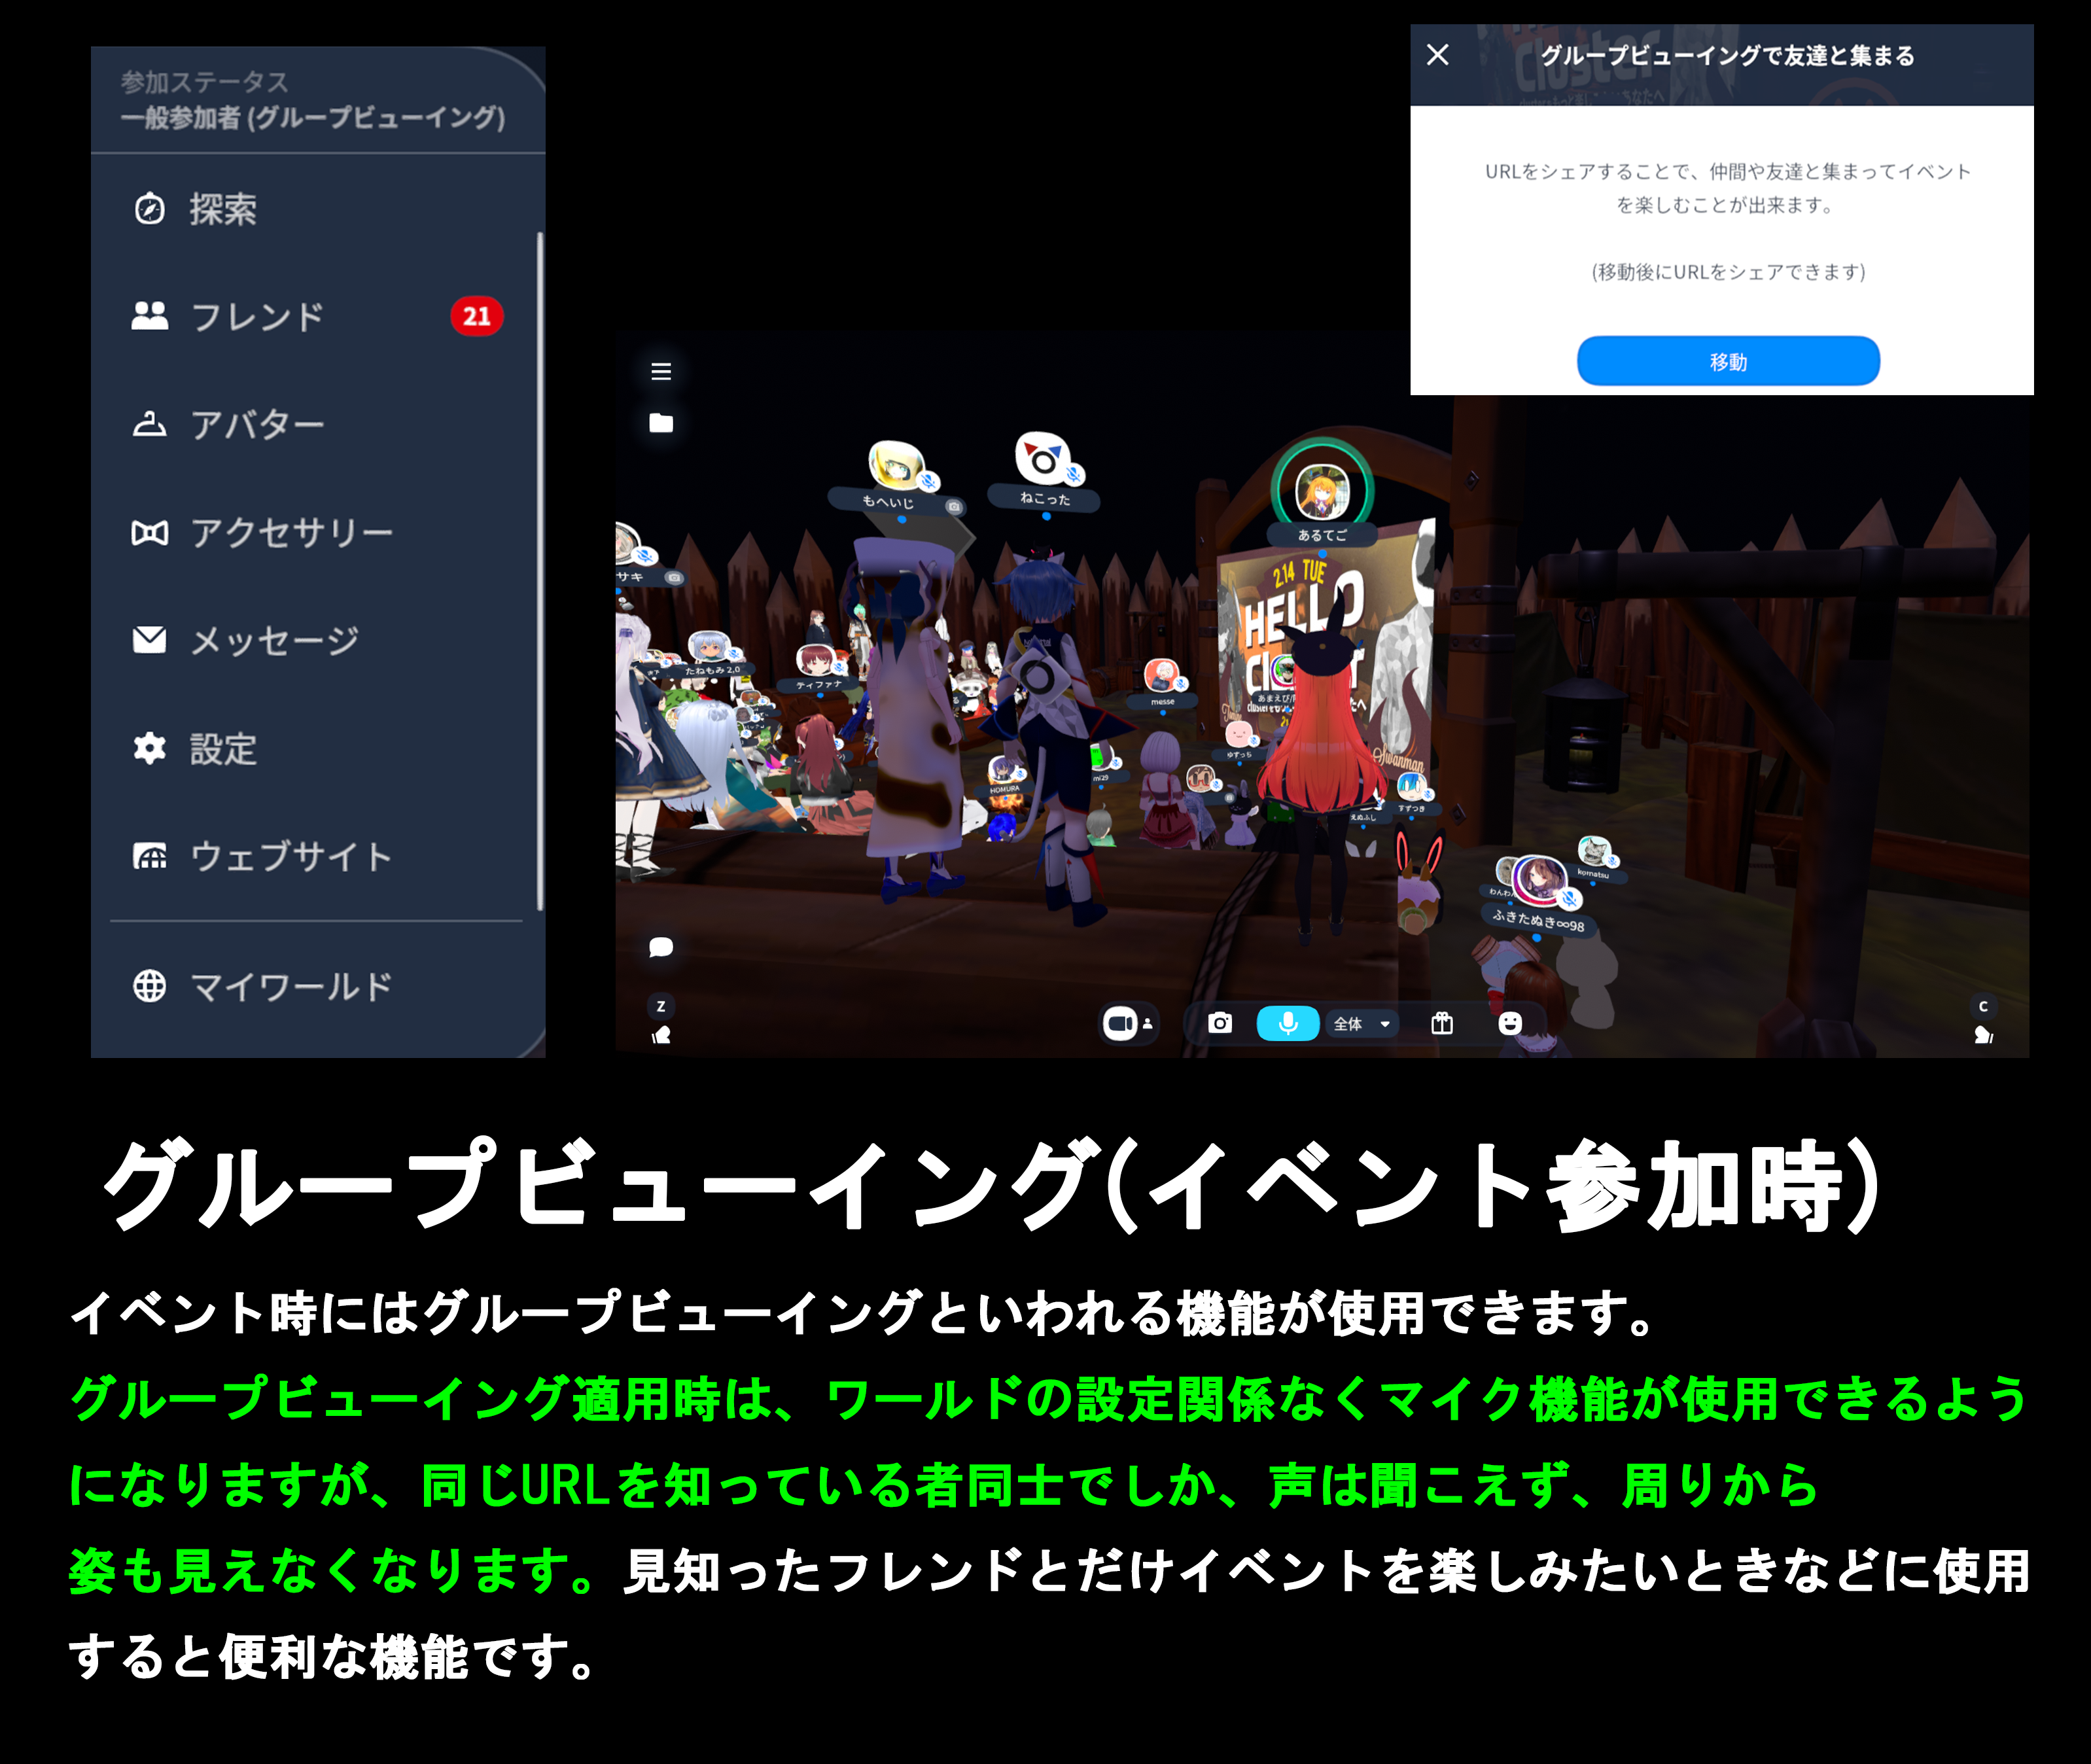 参加ステータス
一般参加者 (グループビューイング)
探索
フレンド
21
アバター
アクセサリー
メッセージ
設定
ウェブサイト
マイワールド
グループビューイングで友達と集まる
URLをシェアすることで、仲間や友達と集まってイベント
を楽しむことが出来ます。
(移動後にURLをシェアできます)
移動
もへいじ
ねこった
あるてご
サキ
2.14 TUE
HELLO
たねもみ 2.0
ティファナ
messe
あまえび
ゆずっち
Swanman
mi29
HOMURA
すずつき
えぬふし
komatsu
わんわ
ふきたぬき∞98
Z
全体
C
グループビューイング(イベント参加時)
イベント時にはグループビューイングといわれる機能が使用できます。
グループビューイング適用時は、ワールドの設定関係なくマイク機能が使用できるよう
になりますが、同じURLを知っている者同士でしか、声は聞こえず、周りから
姿も見えなくなります。見知ったフレンドとだけイベントを楽しみたいときなどに使用
すると便利な機能です。